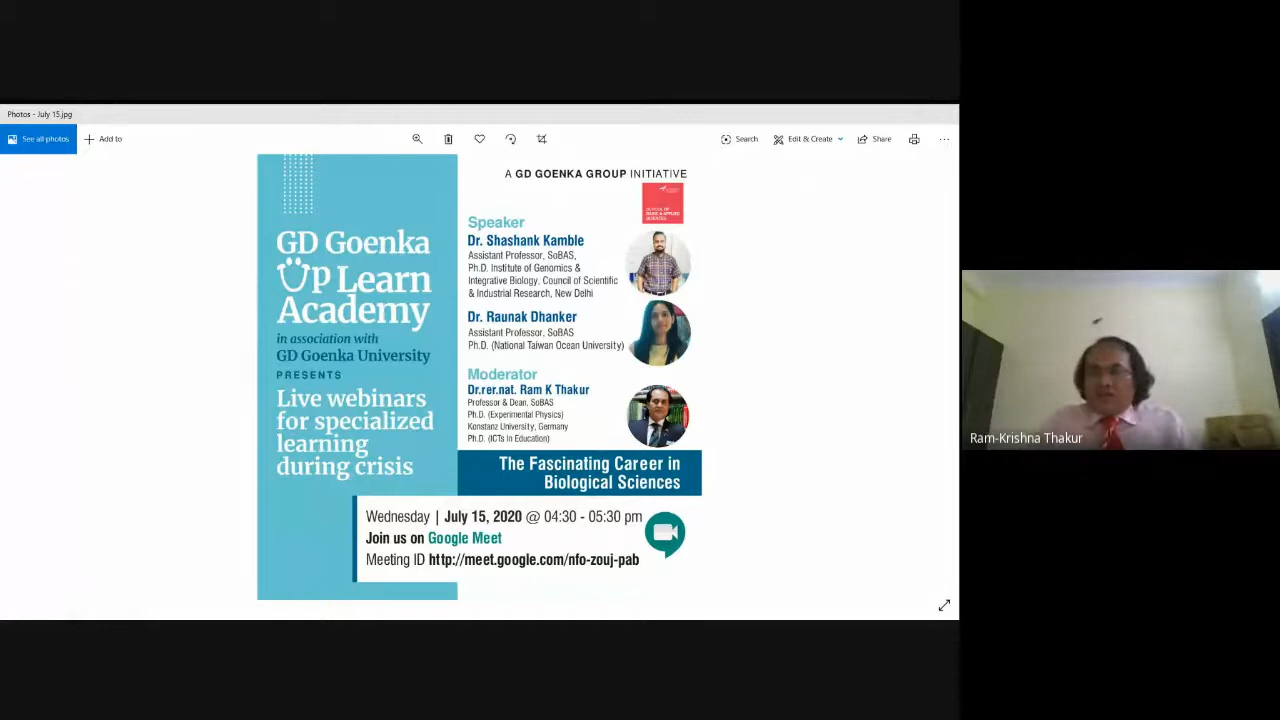 Photos - July 15.jpg
See all photos
Add to
Search
Edit & Create
Share
A GD GOENKA GROUP INITIATIVE
SCHOOL OF
BASIC & APPLIED
SCIENCES
GD Goenka
Up Learn
Academy
in association with
GD Goenka University
PRESENTS
Live webinars
for specialized
learning
during crisis
Speaker
Dr. Shashank Kamble
Assistant Professor, SoBAS,
Ph.D. Institute of Genomics &
Integrative Biology, Council of Scientific
& Industrial Research, New Delhi
Dr. Raunak Dhanker
Assistant Professor, SoBAS
Ph.D. (National Taiwan Ocean University)
Moderator
Dr.rer.nat. Ram K Thakur
Professor & Dean, SoBAS
Ph.D. (Experimental Physics)
Konstanz University, Germany
Ph.D. (ICTs In Education)
The Fascinating Career in
Biological Sciences
Wednesday | July 15, 2020 @ 04:30 - 05:30 pm
Join us on Google Meet
Meeting ID http://meet.google.com/nfo-zouj-pab
Ram-Krishna Thakur